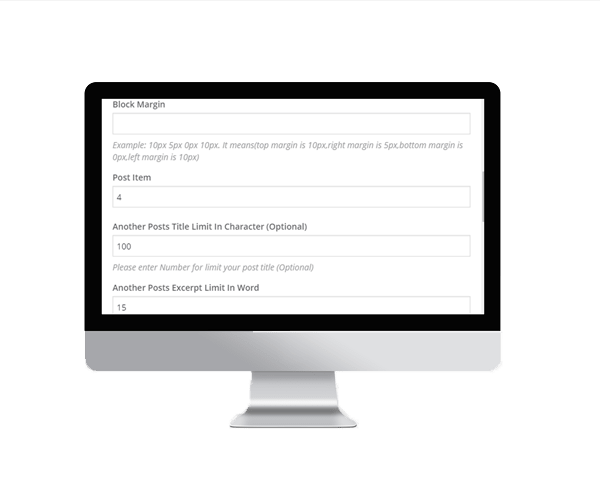 Block Margin
Example: 10px 5px 0px 10px. It means(top margin is 10px,right margin is 5px,bottom margin is
0px,left margin is 10px)
Post Item
4
Another Posts Title Limit In Character (Optional)
100
Please enter Number for limit your post title (Optional)
Another Posts Excerpt Limit In Word
15